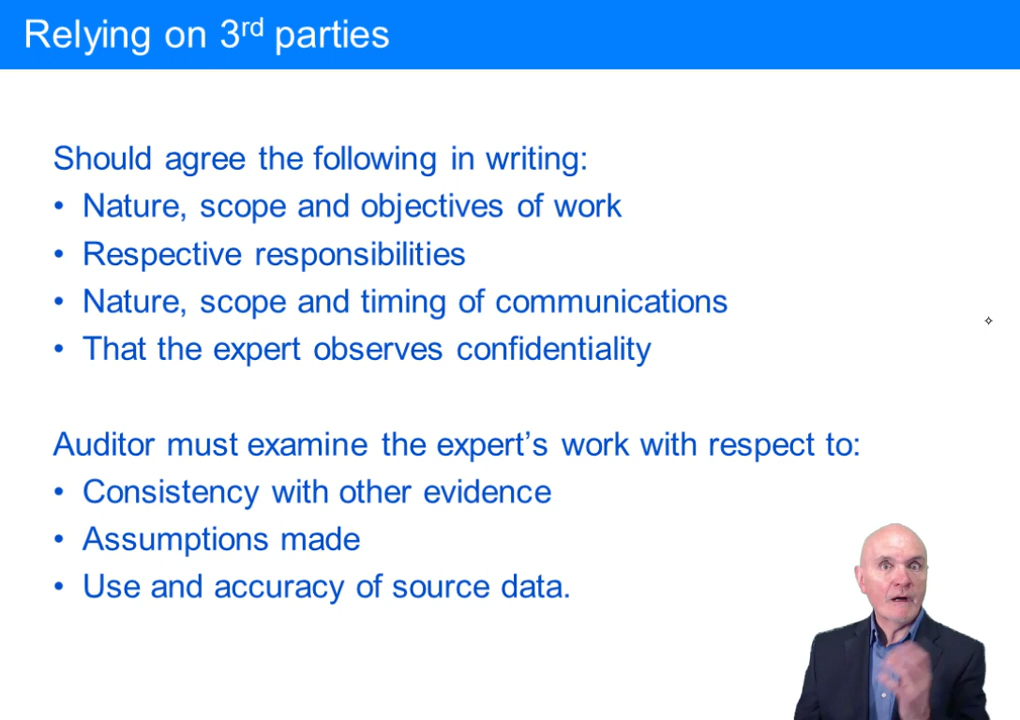 Relying on 3rd parties
Should agree the following in writing:
• Nature, scope and objectives of work
• Respective responsibilities
• Nature, scope and timing of communications
• That the expert observes confidentiality
Auditor must examine the expert’s work with respect to:
• Consistency with other evidence
• Assumptions made
• Use and accuracy of source data.